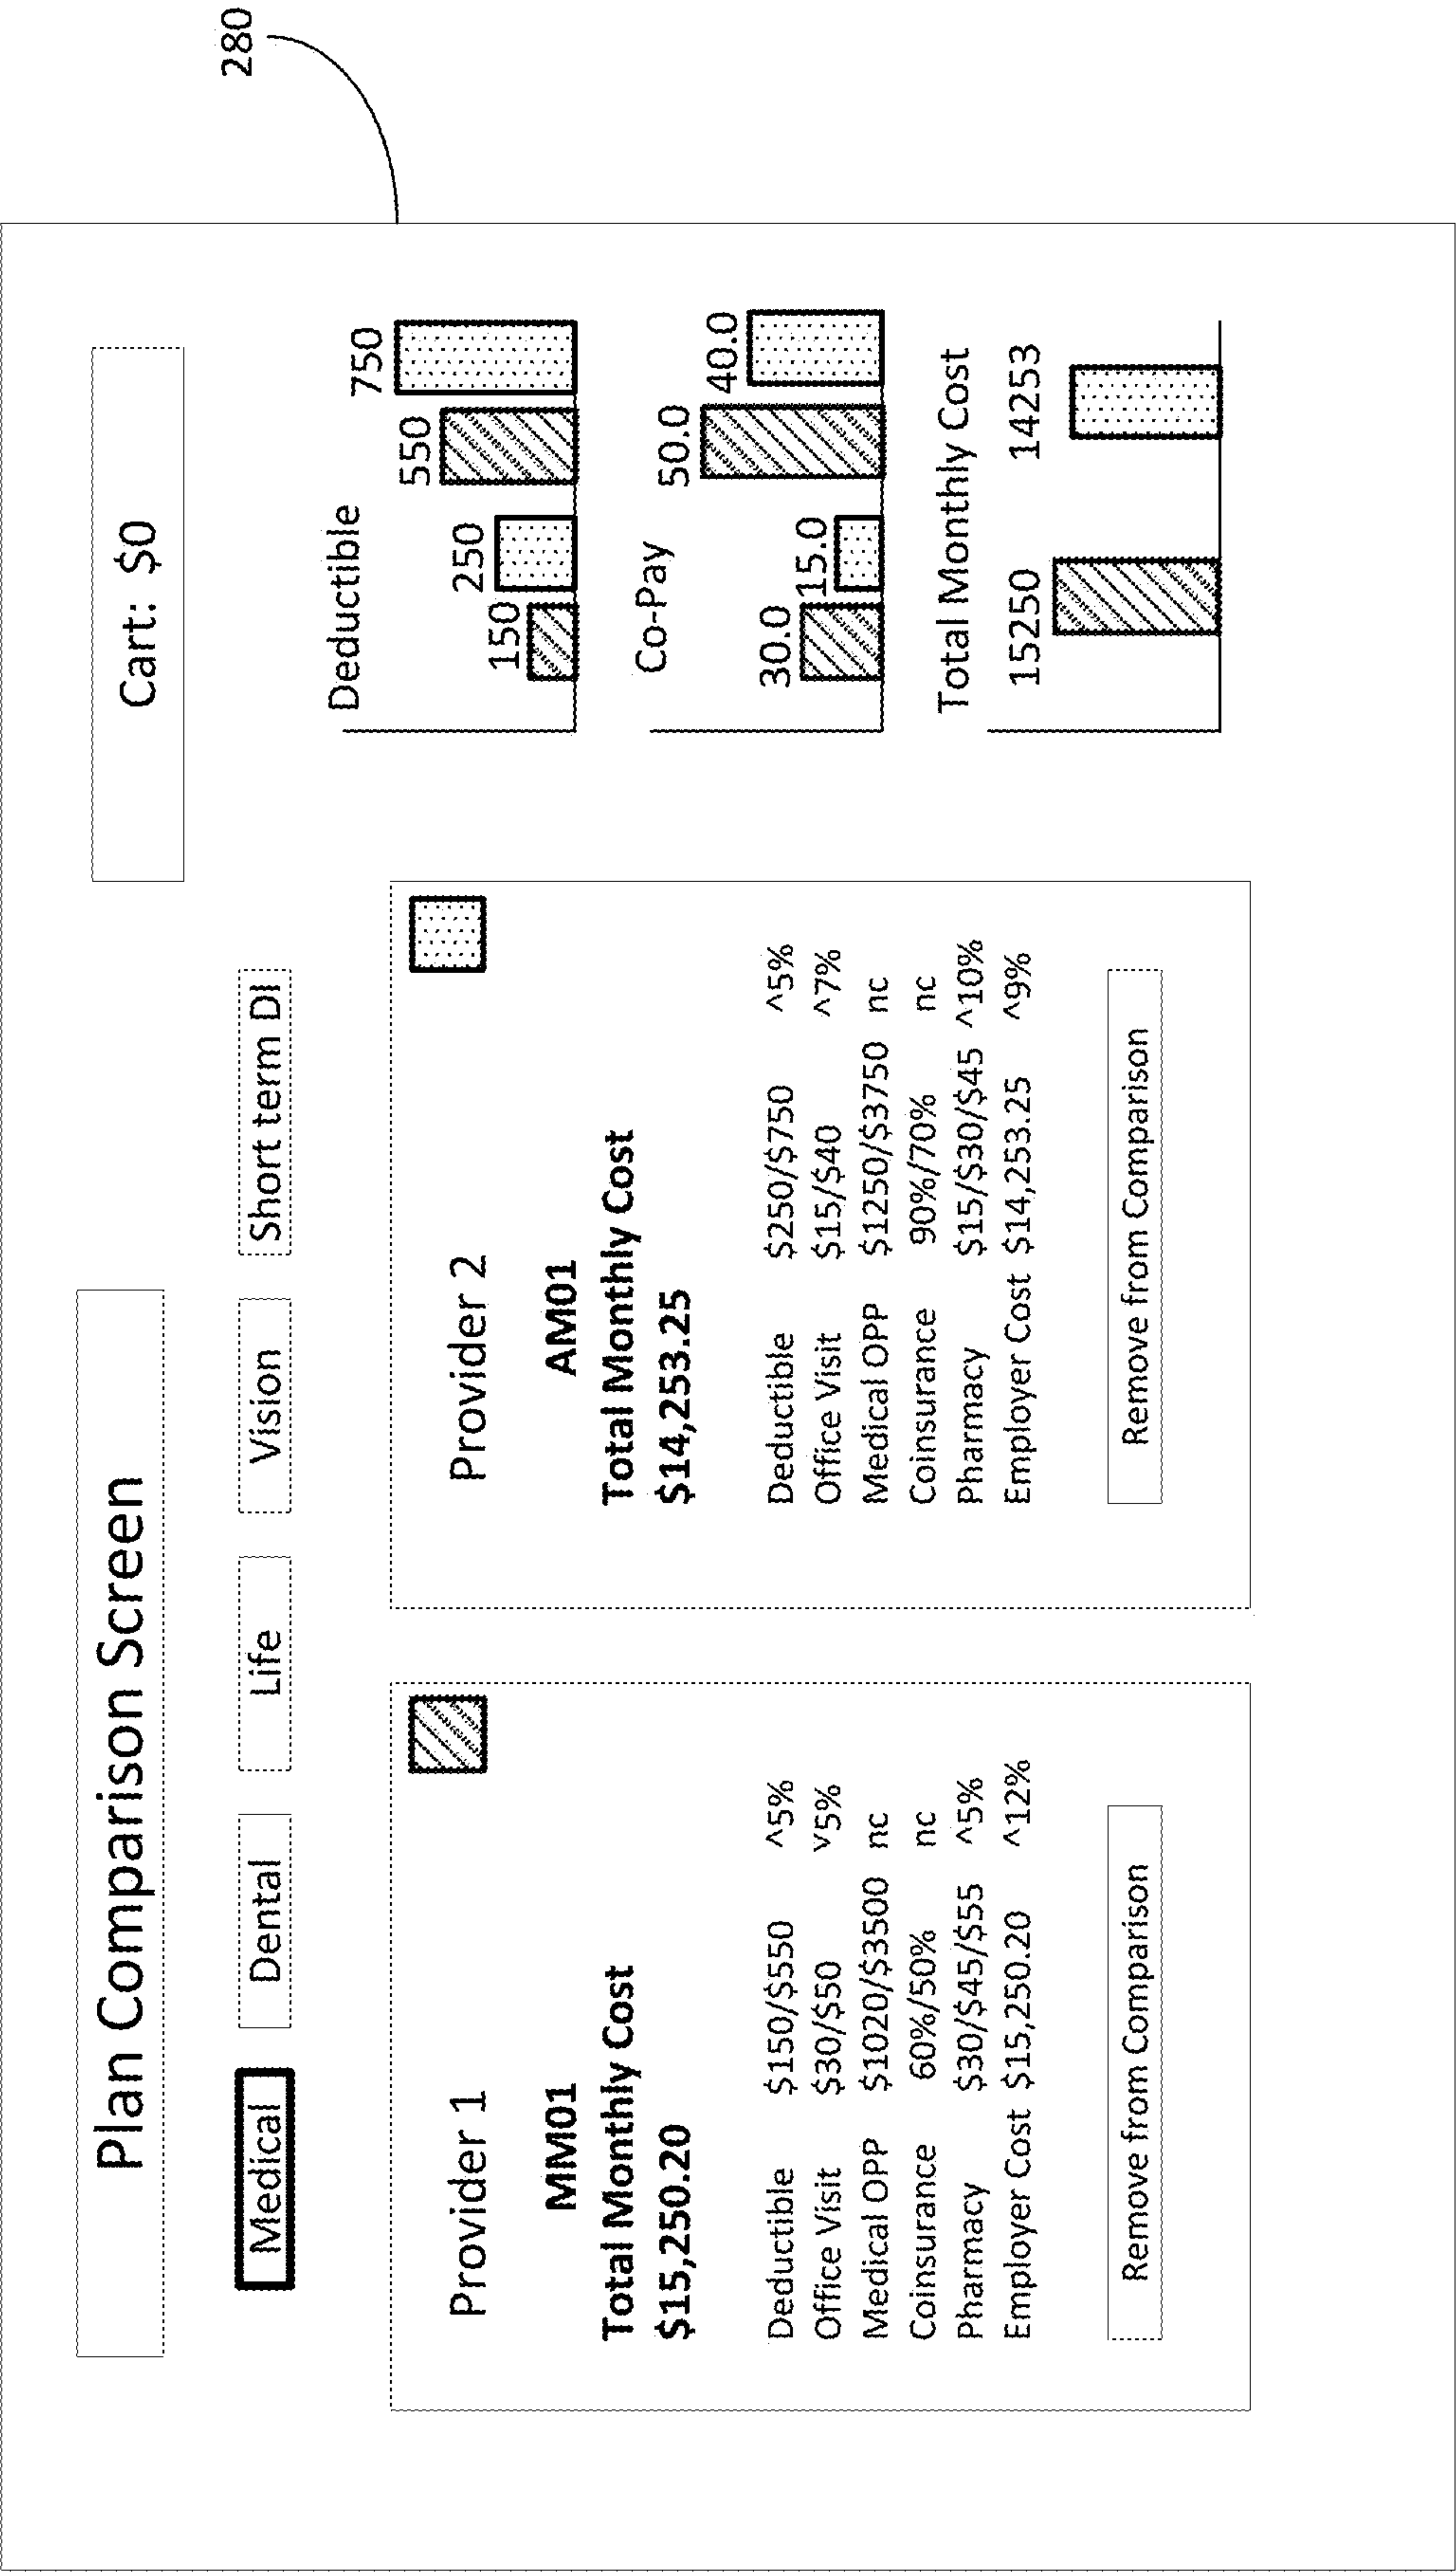 280
Plan Comparison Screen
Cart: $0
Medical
Dental
Life
Vision
Short term DI
Provider 1
MM01
Total Monthly Cost
$15,250.20
Deductible $150/$550 ^5%
Office Visit $30/$50 v5%
Medical OPP $1020/$3500 nc
Coinsurance 60%/50% nc
Pharmacy $30/$45/$55 ^5%
Employer Cost $15,250.20 ^12%
Remove from Comparison
Provider 2
AM01
Total Monthly Cost
$14,253.25
Deductible $250/$750 ^5%
Office Visit $15/$40 ^7%
Medical OPP $1250/$3750 nc
Coinsurance 90%/70% nc
Pharmacy $15/$30/$45 ^10%
Employer Cost $14,253.25 ^9%
Remove from Comparison
Deductible
150 250 550 750
Co-Pay
30.0 15.0 50.0 40.0
Total Monthly Cost
15250 14253